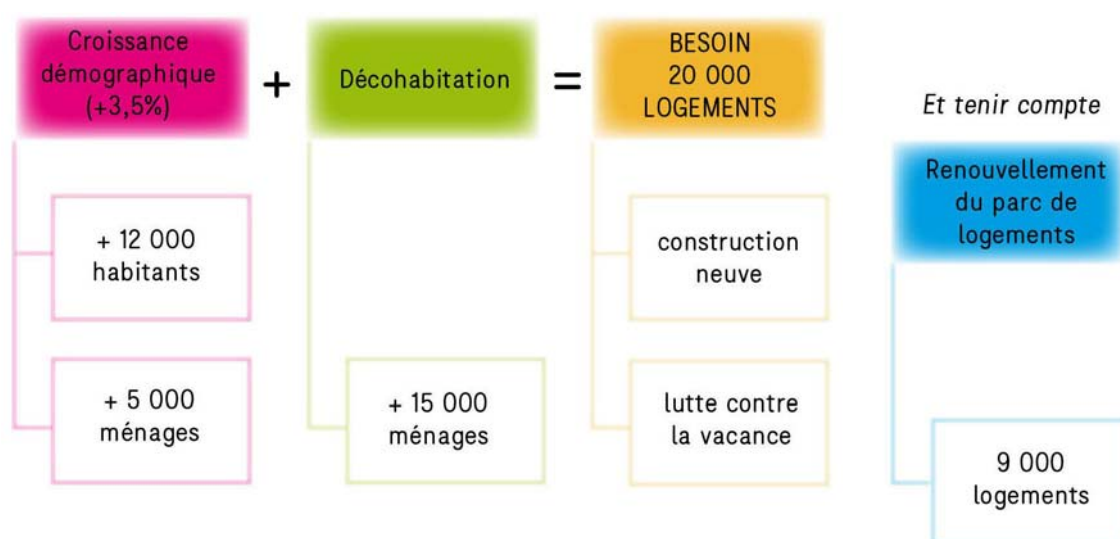 Croissance
démographique
(+3,5%)
+
Décohabitation
=
BESOIN
20 000
LOGEMENTS
Et tenir compte
Renouvellement
du parc de
logements
+ 12 000
habitants
construction
neuve
+ 5 000
ménages
+ 15 000
ménages
lutte contre
la vacance
9 000
logements